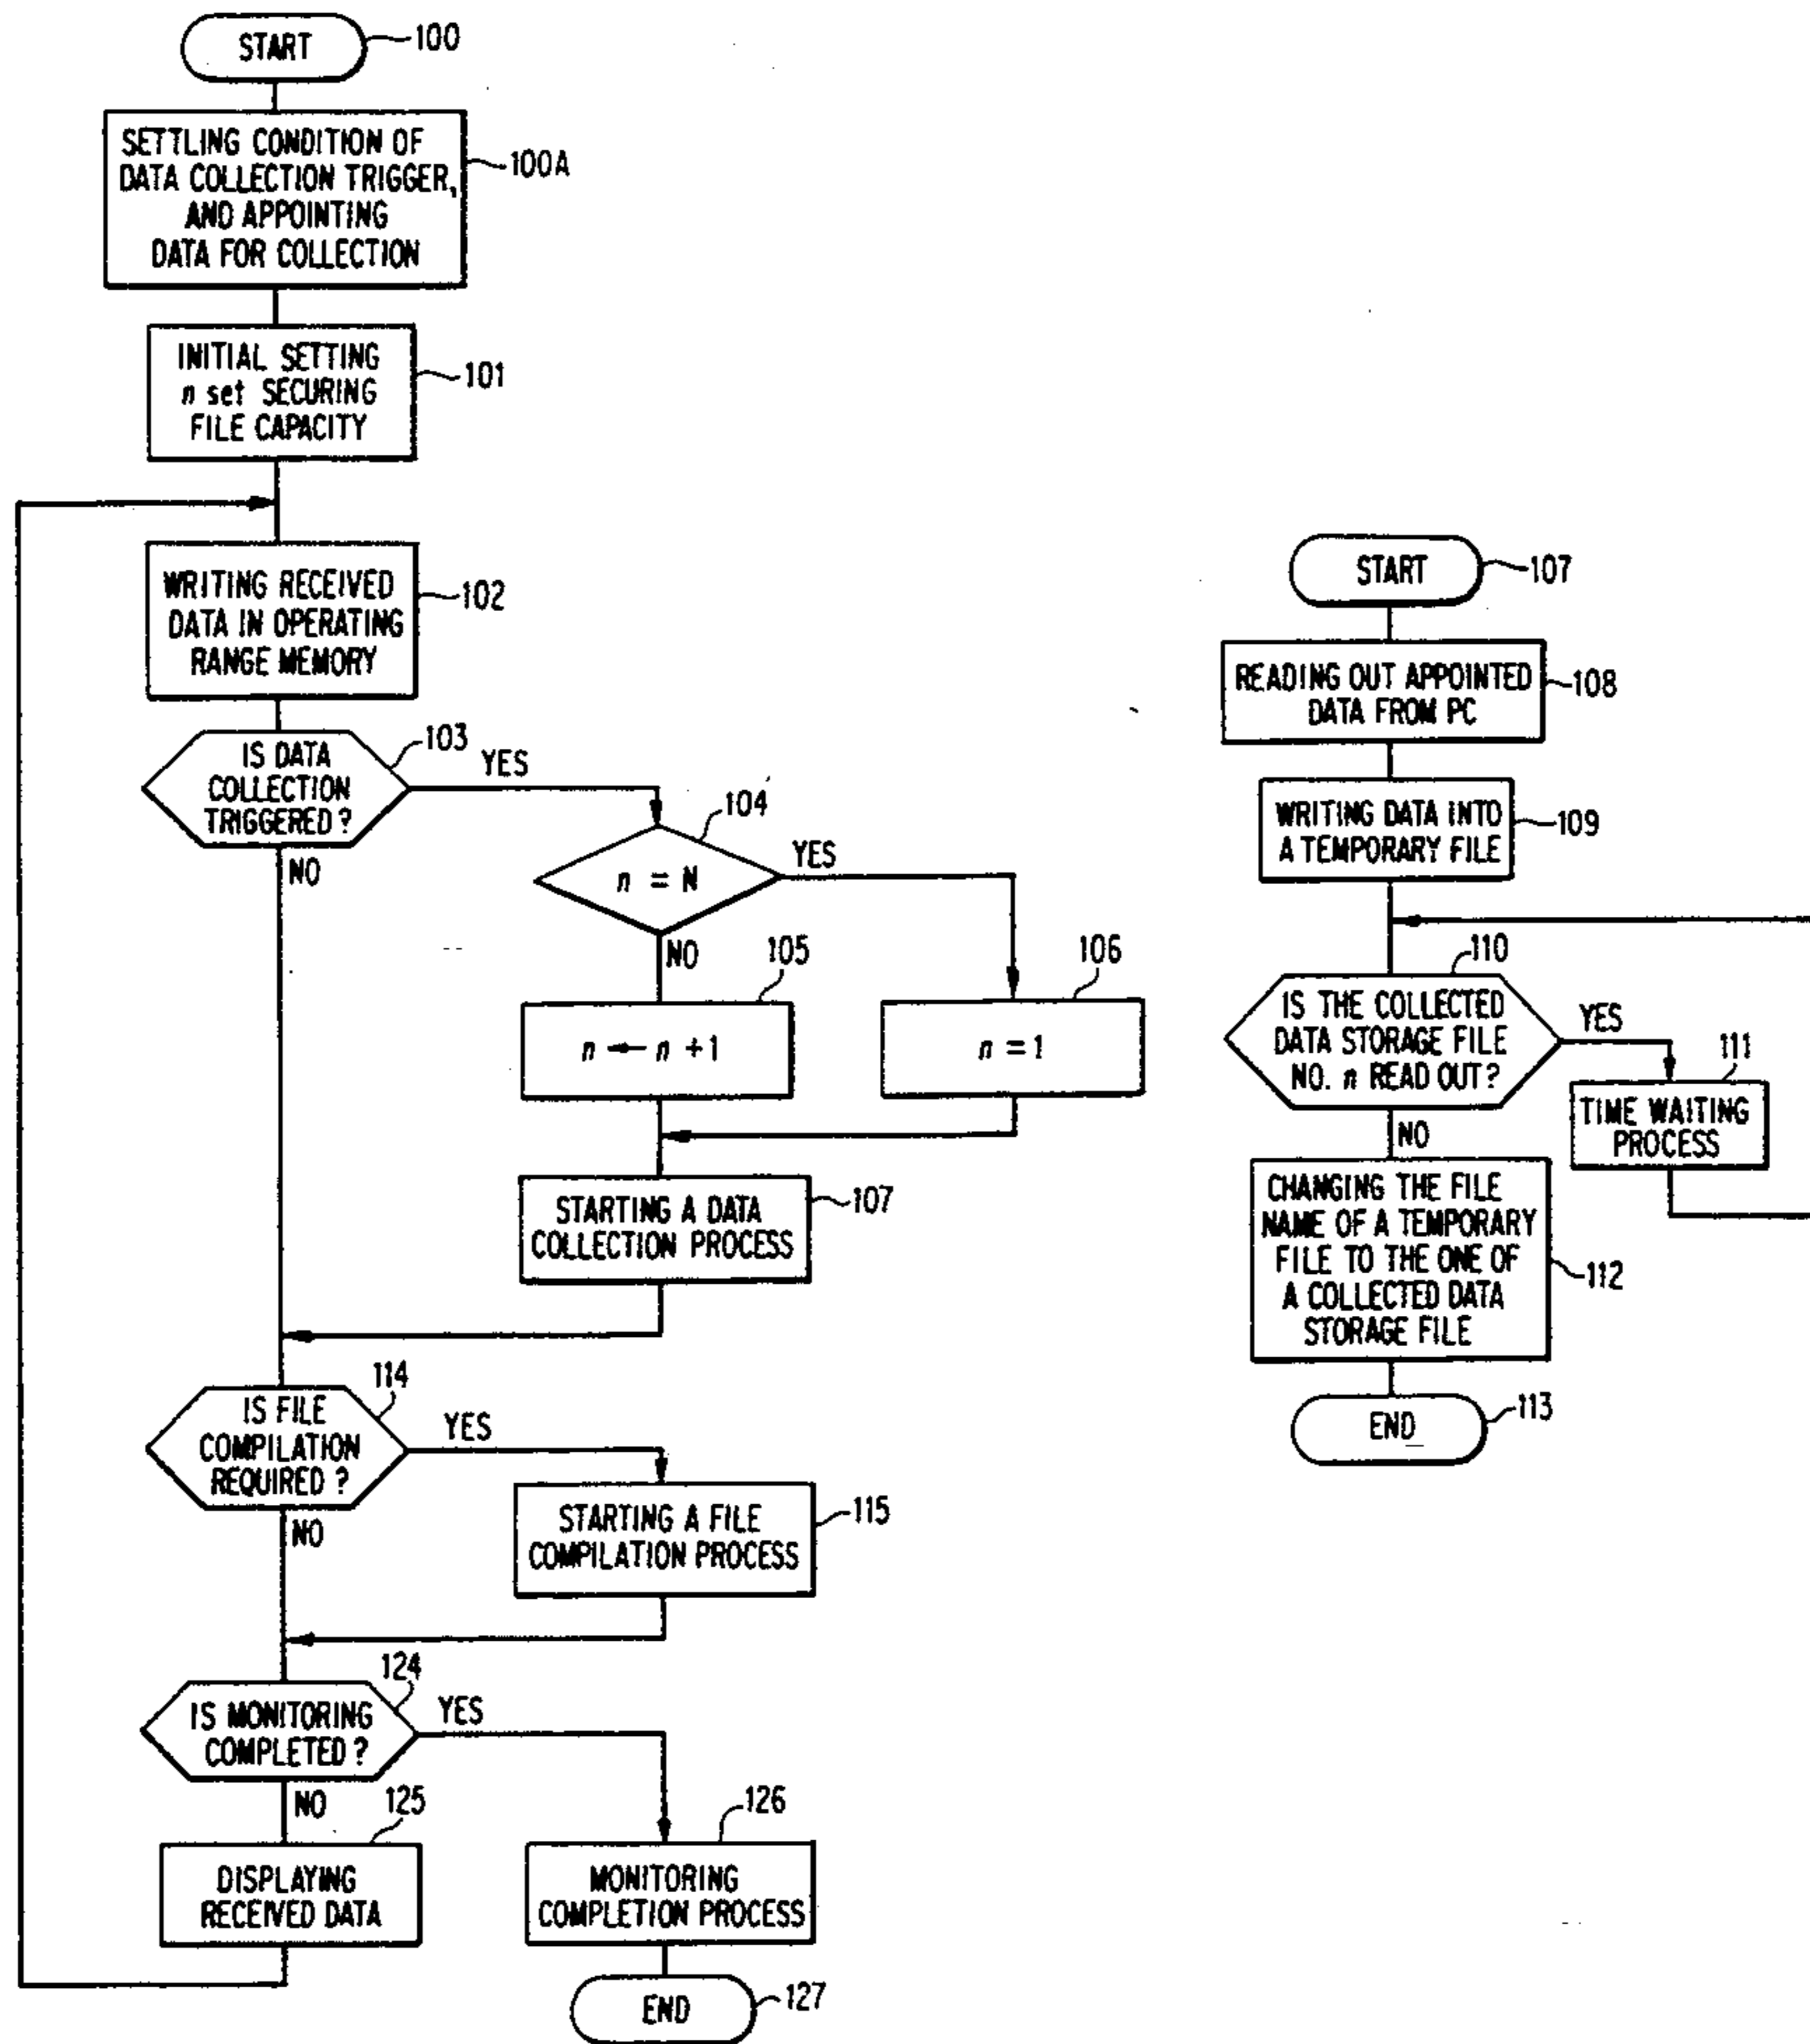 START
100
SETTLING CONDITION OF
DATA COLLECTION TRIGGER,
AND APPOINTING
DATA FOR COLLECTION
100A
INITIAL SETTING
n set SECURING
FILE CAPACITY
101
WRITING RECEIVED
DATA IN OPERATING
RANGE MEMORY
102
IS DATA
COLLECTION
TRIGGERED?
103
YES
NO
n = N
104
YES
NO
n ← n + 1
105
n = 1
106
STARTING A DATA
COLLECTION PROCESS
107
IS FILE
COMPILATION
REQUIRED?
114
YES
NO
STARTING A FILE
COMPILATION PROCESS
115
IS MONITORING
COMPLETED?
124
YES
NO
DISPLAYING
RECEIVED DATA
125
MONITORING
COMPLETION PROCESS
126
END
127
START
107
READING OUT APPOINTED
DATA FROM PC
108
WRITING DATA INTO
A TEMPORARY FILE
109
IS THE COLLECTED
DATA STORAGE FILE
NO. n READ OUT?
110
YES
NO
TIME WAITING
PROCESS
111
CHANGING THE FILE
NAME OF A TEMPORARY
FILE TO THE ONE OF
A COLLECTED DATA
STORAGE FILE
112
END
113